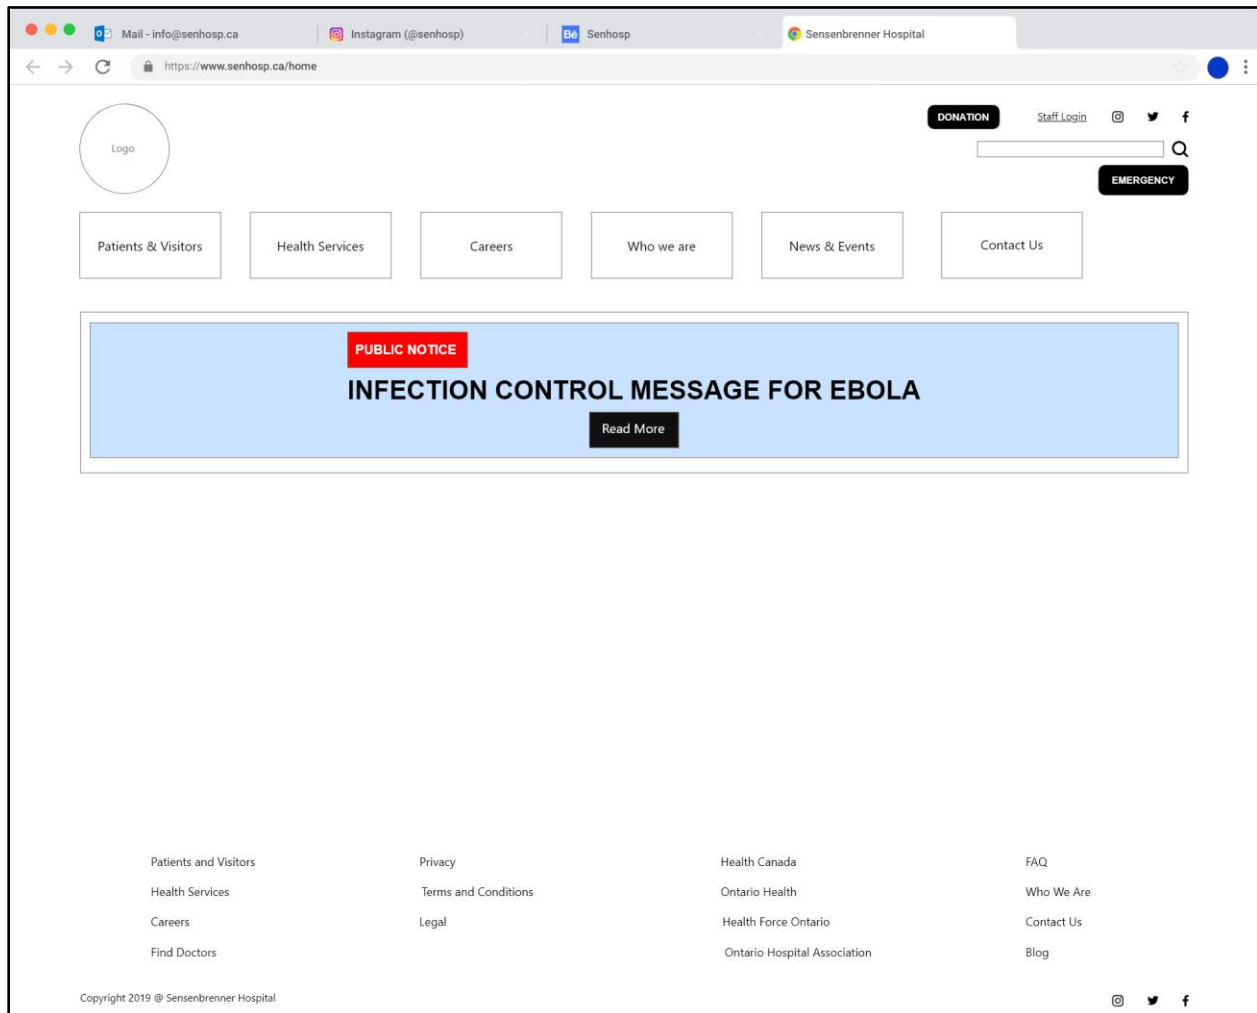 Mail - info@senhosp.ca Instagram (@senhosp) Bē Senhosp Sensenbrenner Hospital
https://www.senhosp.ca/home
DONATION Staff Login
Logo
EMERGENCY
Patients & Visitors Health Services Careers Who we are News & Events Contact Us
PUBLIC NOTICE
INFECTION CONTROL MESSAGE FOR EBOLA
Read More
Patients and Visitors Privacy Health Canada FAQ
Health Services Terms and Conditions Ontario Health Who We Are
Careers Legal Health Force Ontario Contact Us
Find Doctors Ontario Hospital Association Blog
Copyright 2019 @ Sensenbrenner Hospital